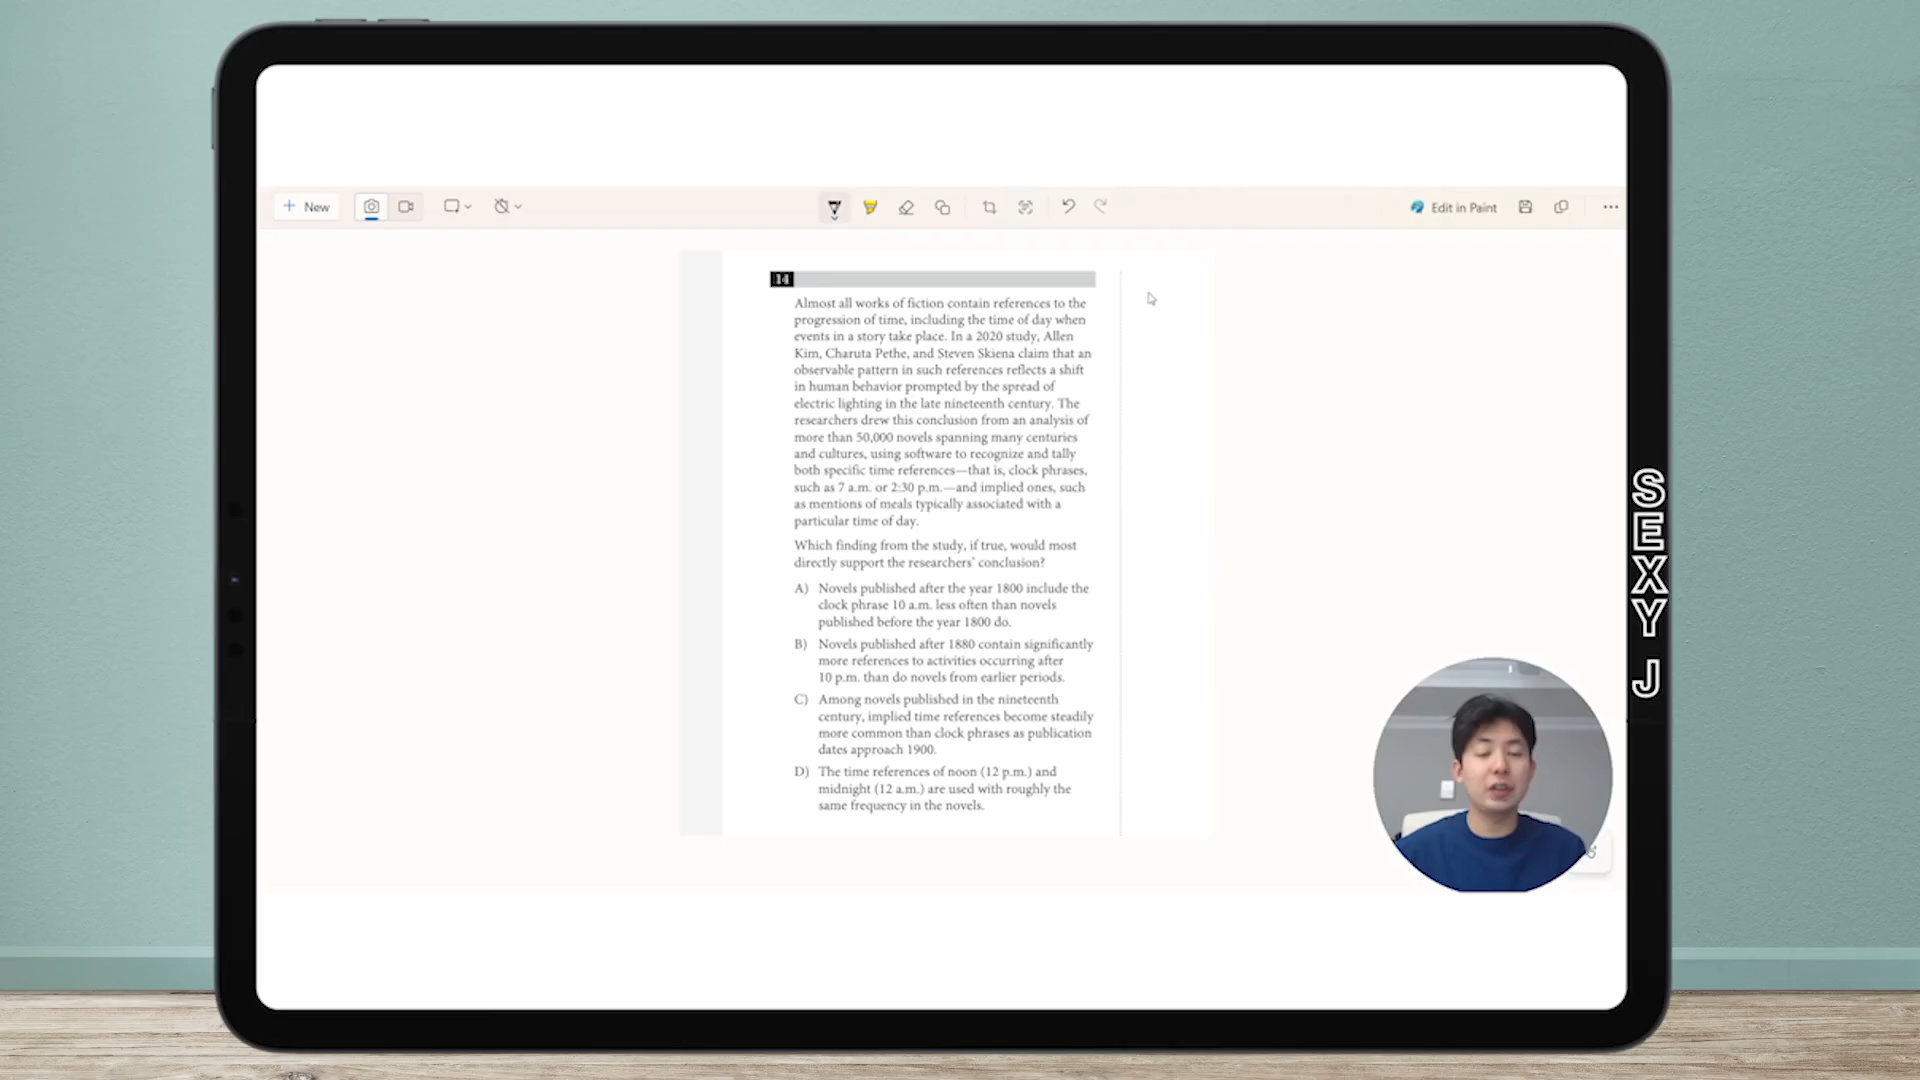 New
Edit in Paint
14
Almost all works of fiction contain references to the
progression of time, including the time of day when
events in a story take place. In a 2020 study, Allen
Kim, Charuta Pethe, and Steven Skiena claim that an
observable pattern in such references reflects a shift
in human behavior prompted by the spread of
electric lighting in the late nineteenth century. The
researchers drew this conclusion from an analysis of
more than 50,000 novels spanning many centuries
and cultures, using software to recognize and tally
both specific time references—that is, clock phrases,
such as 7 a.m. or 2:30 p.m.—and implied ones, such
as mentions of meals typically associated with a
particular time of day.
Which finding from the study, if true, would most
directly support the researchers' conclusion?
A) Novels published after the year 1800 include the
clock phrase 10 a.m. less often than novels
published before the year 1800 do.
B) Novels published after 1880 contain significantly
more references to activities occurring after
10 p.m. than do novels from earlier periods.
C) Among novels published in the nineteenth
century, implied time references become steadily
more common than clock phrases as publication
dates approach 1900.
D) The time references of noon (12 p.m.) and
midnight (12 a.m.) are used with roughly the
same frequency in the novels.
SEXY J